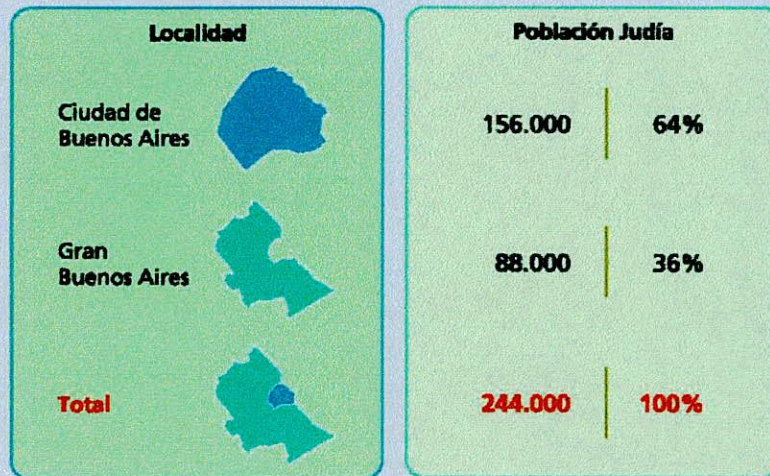 Localidad
Población Judía
Ciudad de
Buenos Aires
156.000
64%
Gran
Buenos Aires
88.000
36%
Total
244.000
100%